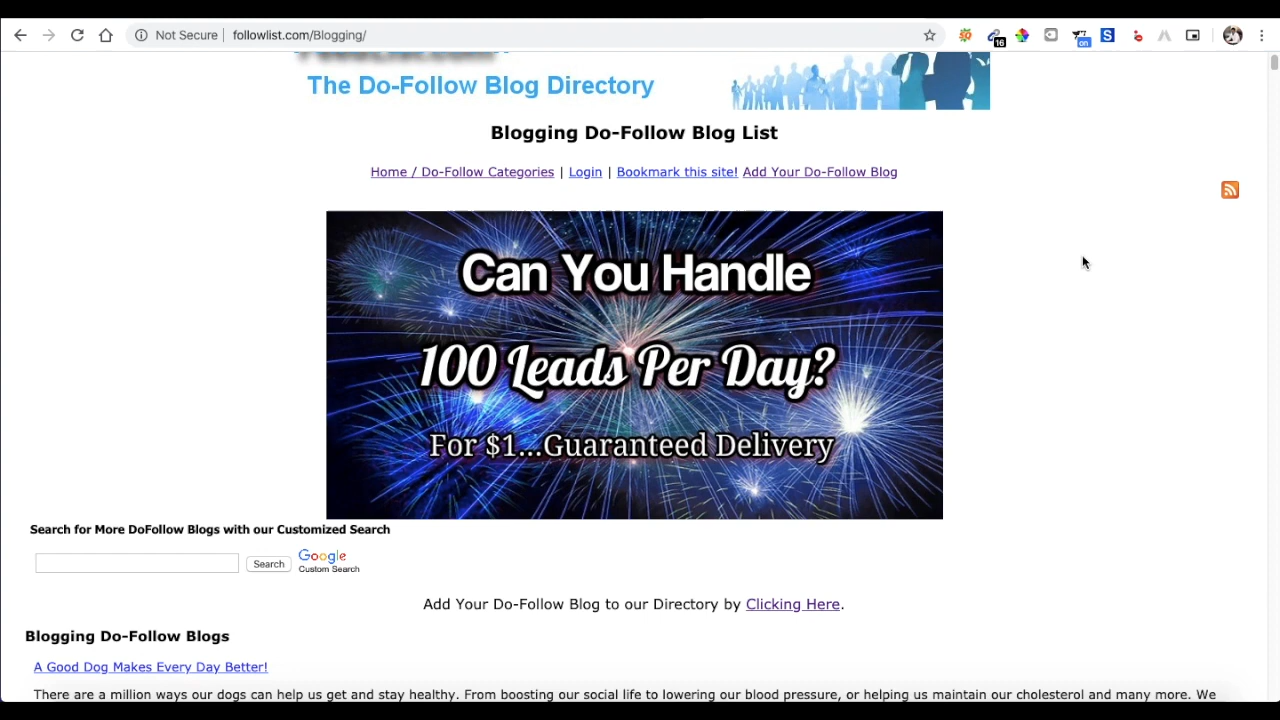 Not Secure followlist.com/Blogging/
16
on
S
The Do-Follow Blog Directory
Blogging Do-Follow Blog List
Home / Do-Follow Categories | Login | Bookmark this site! Add Your Do-Follow Blog
Can You Handle
100 Leads Per Day?
For $1...Guaranteed Delivery
Search for More DoFollow Blogs with our Customized Search
Search
Google
Custom Search
Add Your Do-Follow Blog to our Directory by Clicking Here.
Blogging Do-Follow Blogs
A Good Dog Makes Every Day Better!
There are a million ways our dogs can help us get and stay healthy. From boosting our social life to lowering our blood pressure, or helping us maintain our cholesterol and many more. We